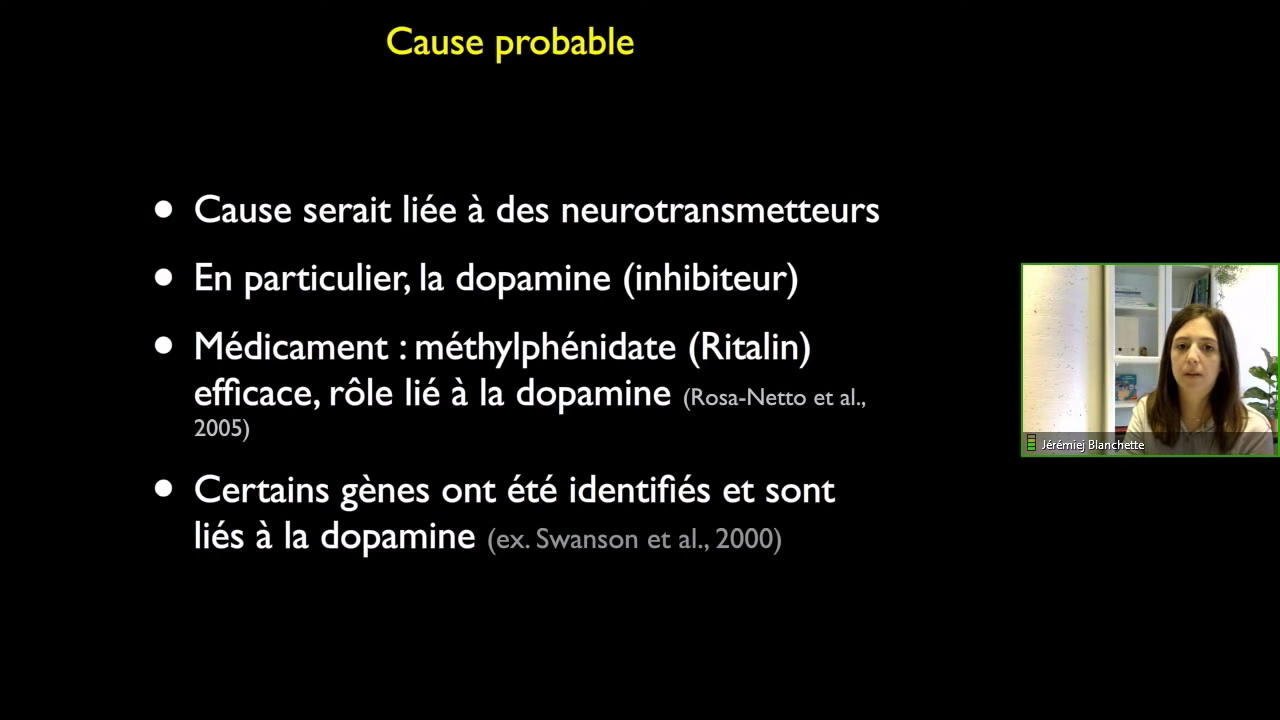 Cause probable
• Cause serait liée à des neurotransmetteurs
• En particulier, la dopamine (inhibiteur)
• Médicament : méthylphénidate (Ritalin)
efficace, rôle lié à la dopamine (Rosa-Netto et al.,
2005)
• Certains gènes ont été identifiés et sont
liés à la dopamine (ex. Swanson et al., 2000)
Jérémiej Blanchette